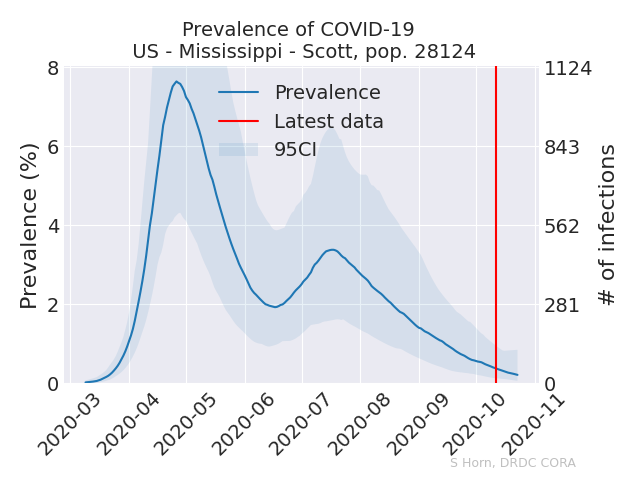 Prevalence of COVID-19
US - Mississippi - Scott, pop. 28124
Prevalence
Latest data
95CI
Prevalence (%)
8
6
4
2
0
# of infections
1124
843
562
281
0
2020-03
2020-04
2020-05
2020-06
2020-07
2020-08
2020-09
2020-10
2020-11
S Horn, DRDC CORA